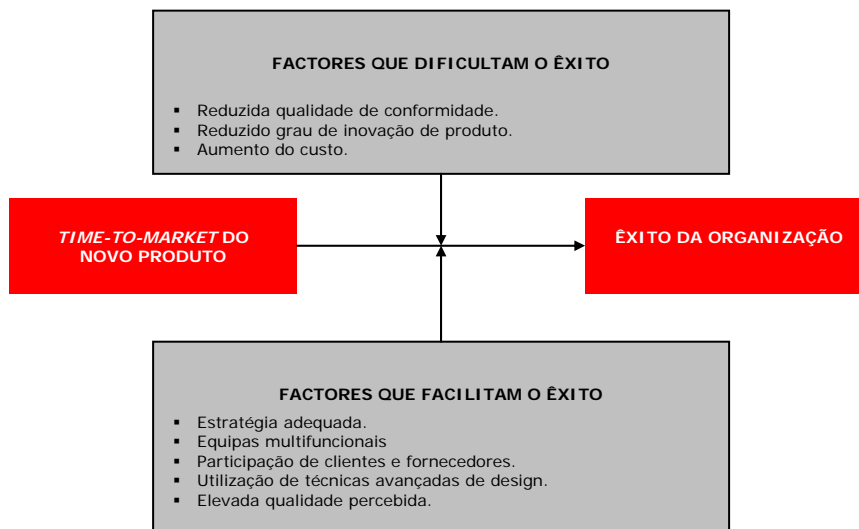 FACTORES QUE DIFICULTAM O ÊXITO
▪ Reduzida qualidade de conformidade.
▪ Reduzido grau de inovação de produto.
▪ Aumento do custo.
TIME-TO-MARKET DO
NOVO PRODUTO
ÊXITO DA ORGANIZAÇÃO
FACTORES QUE FACILITAM O ÊXITO
▪ Estratégia adequada.
▪ Equipas multifuncionais
▪ Participação de clientes e fornecedores.
▪ Utilização de técnicas avançadas de design.
▪ Elevada qualidade percebida.